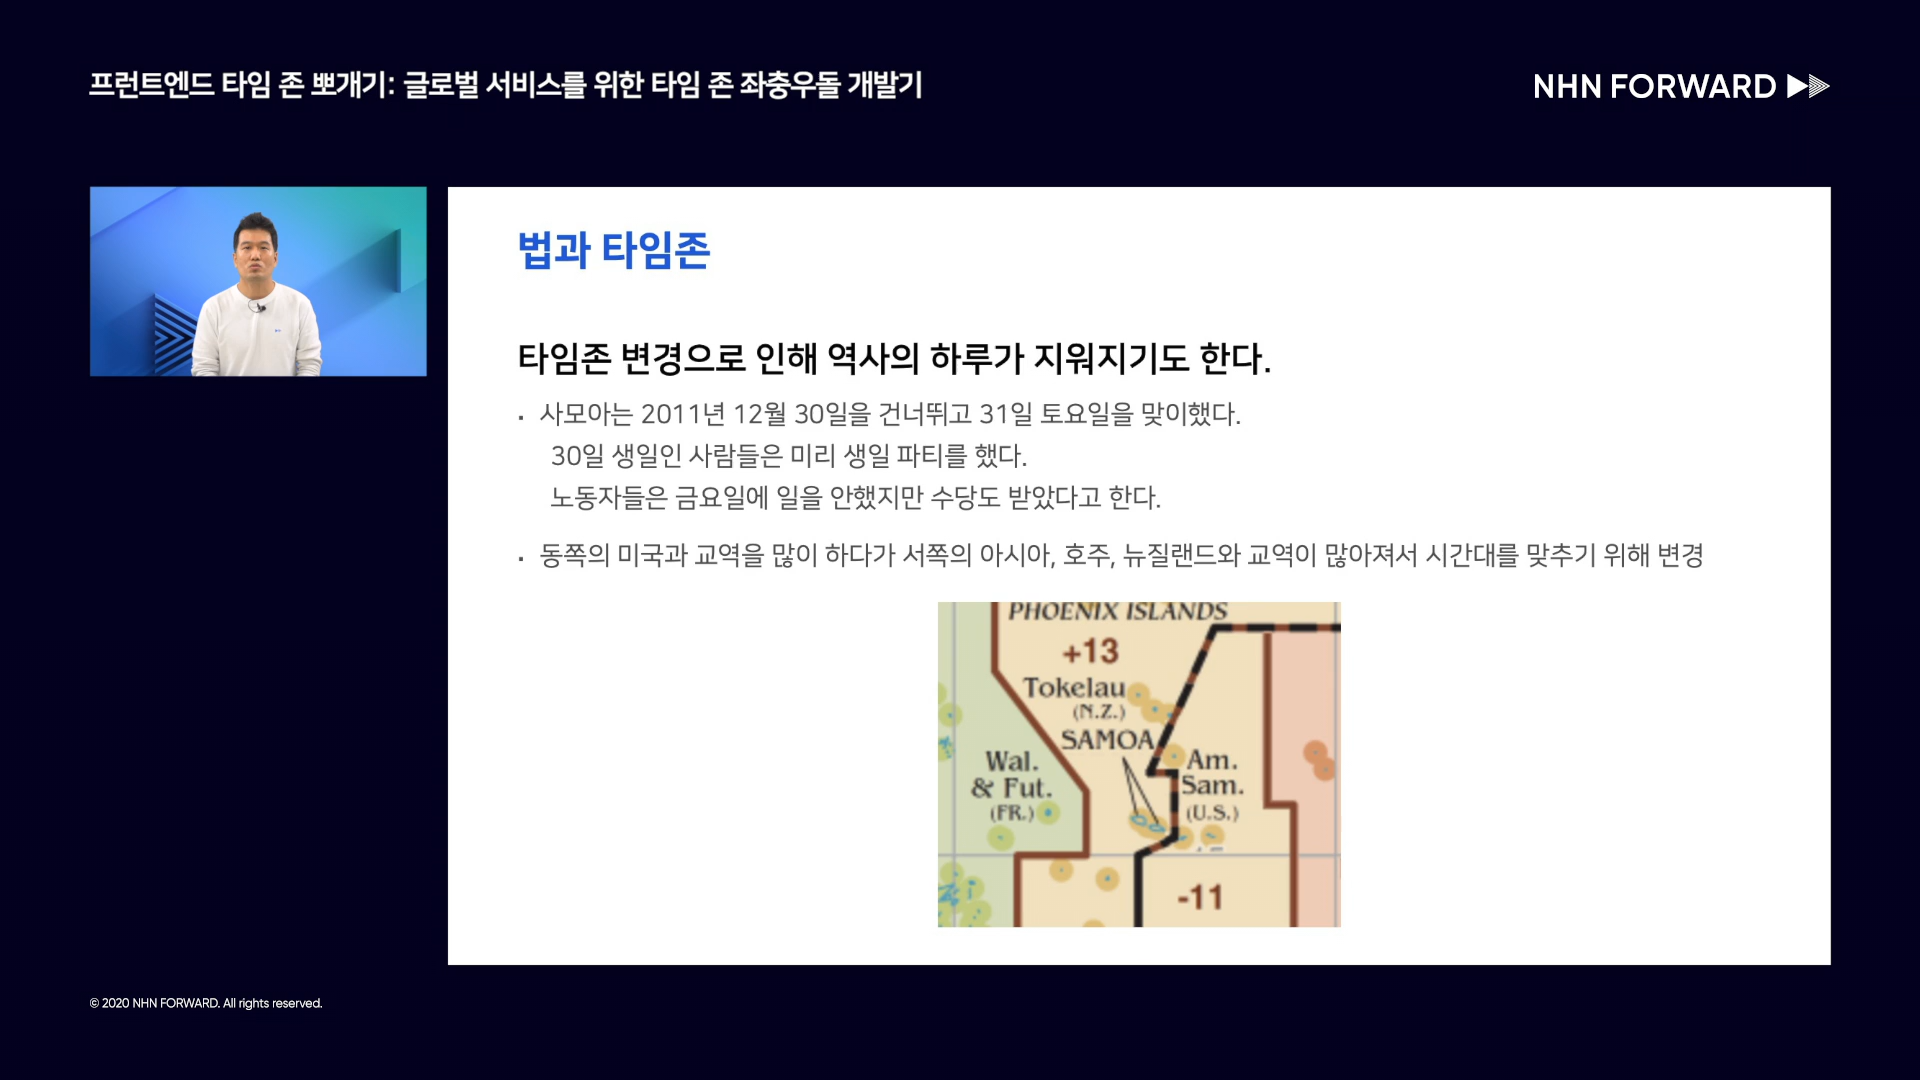 프런트엔드 타임 존 뽀개기: 글로벌 서비스를 위한 타임 존 좌충우돌 개발기
NHN FORWARD
법과 타임존
타임존 변경으로 인해 역사의 하루가 지워지기도 한다.
· 사모아는 2011년 12월 30일을 건너뛰고 31일 토요일을 맞이했다.
30일 생일인 사람들은 미리 생일 파티를 했다.
노동자들은 금요일에 일을 안했지만 수당도 받았다고 한다.
· 동쪽의 미국과 교역을 많이 하다가 서쪽의 아시아, 호주, 뉴질랜드와 교역이 많아져서 시간대를 맞추기 위해 변경
PHOENIX ISLANDS
+13
Tokelau
(N.Z.)
SAMOA
Wal.
& Fut.
(FR.)
Am.
Sam.
(U.S.)
-11
© 2020 NHN FORWARD. All rights reserved.